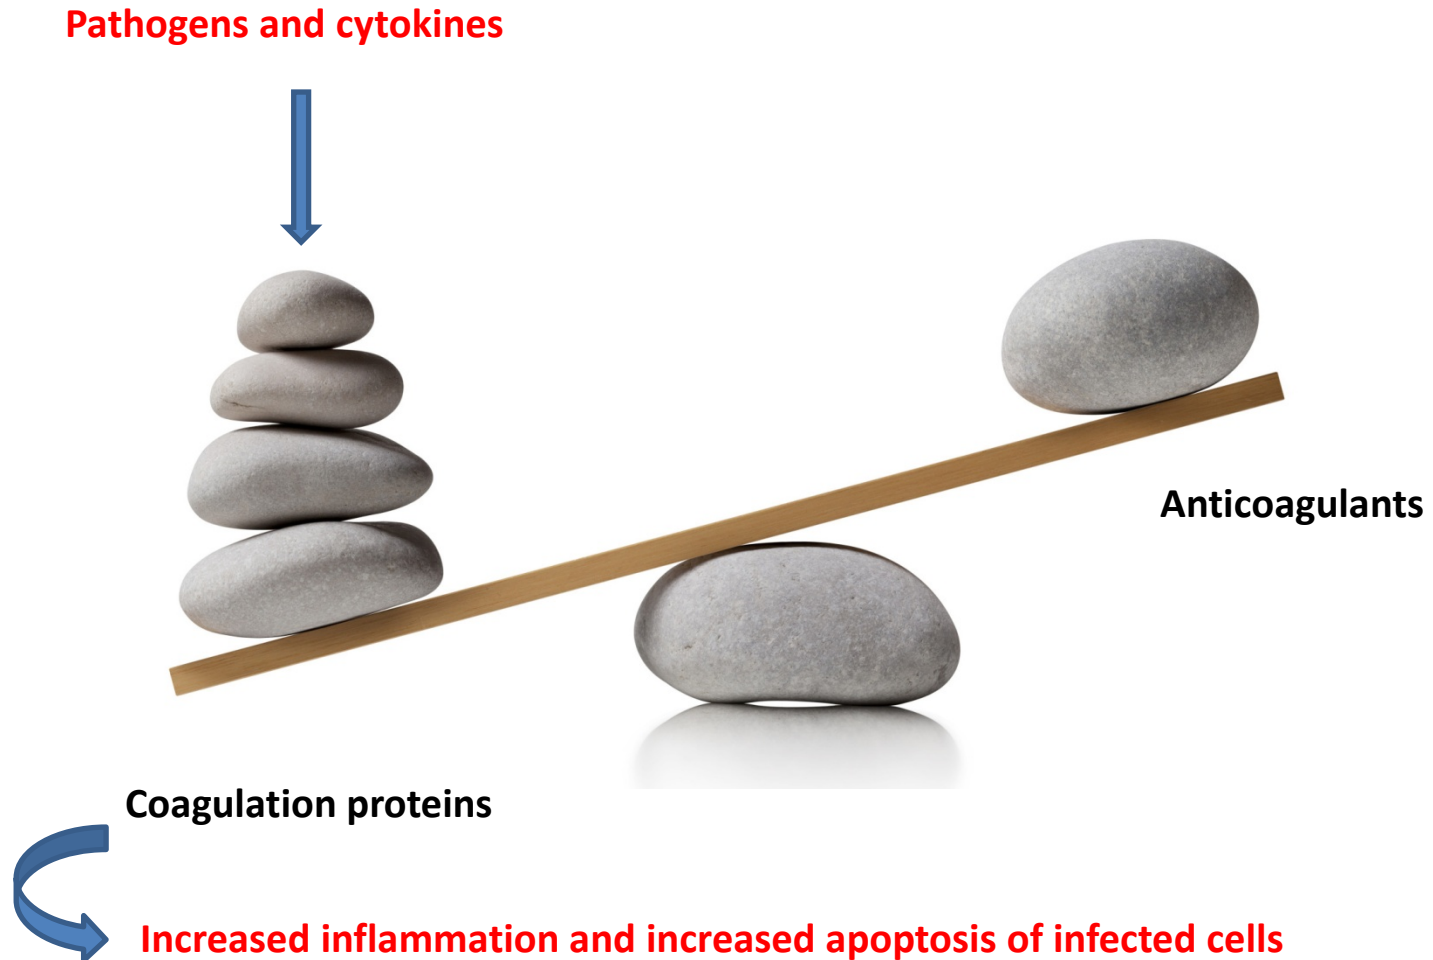 Pathogens and cytokines
Anticoagulants
Coagulation proteins
Increased inflammation and increased apoptosis of infected cells